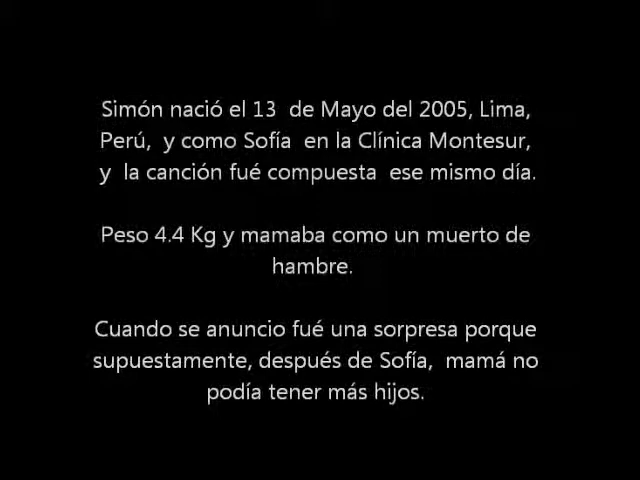 Simón nació el 13 de Mayo del 2005, Lima,
Perú, y como Sofía en la Clínica Montesur,
y la canción fué compuesta ese mismo día.
Peso 4.4 Kg y mamaba como un muerto de
hambre.
Cuando se anuncio fué una sorpresa porque
supuestamente, después de Sofía, mamá no
podía tener más hijos.